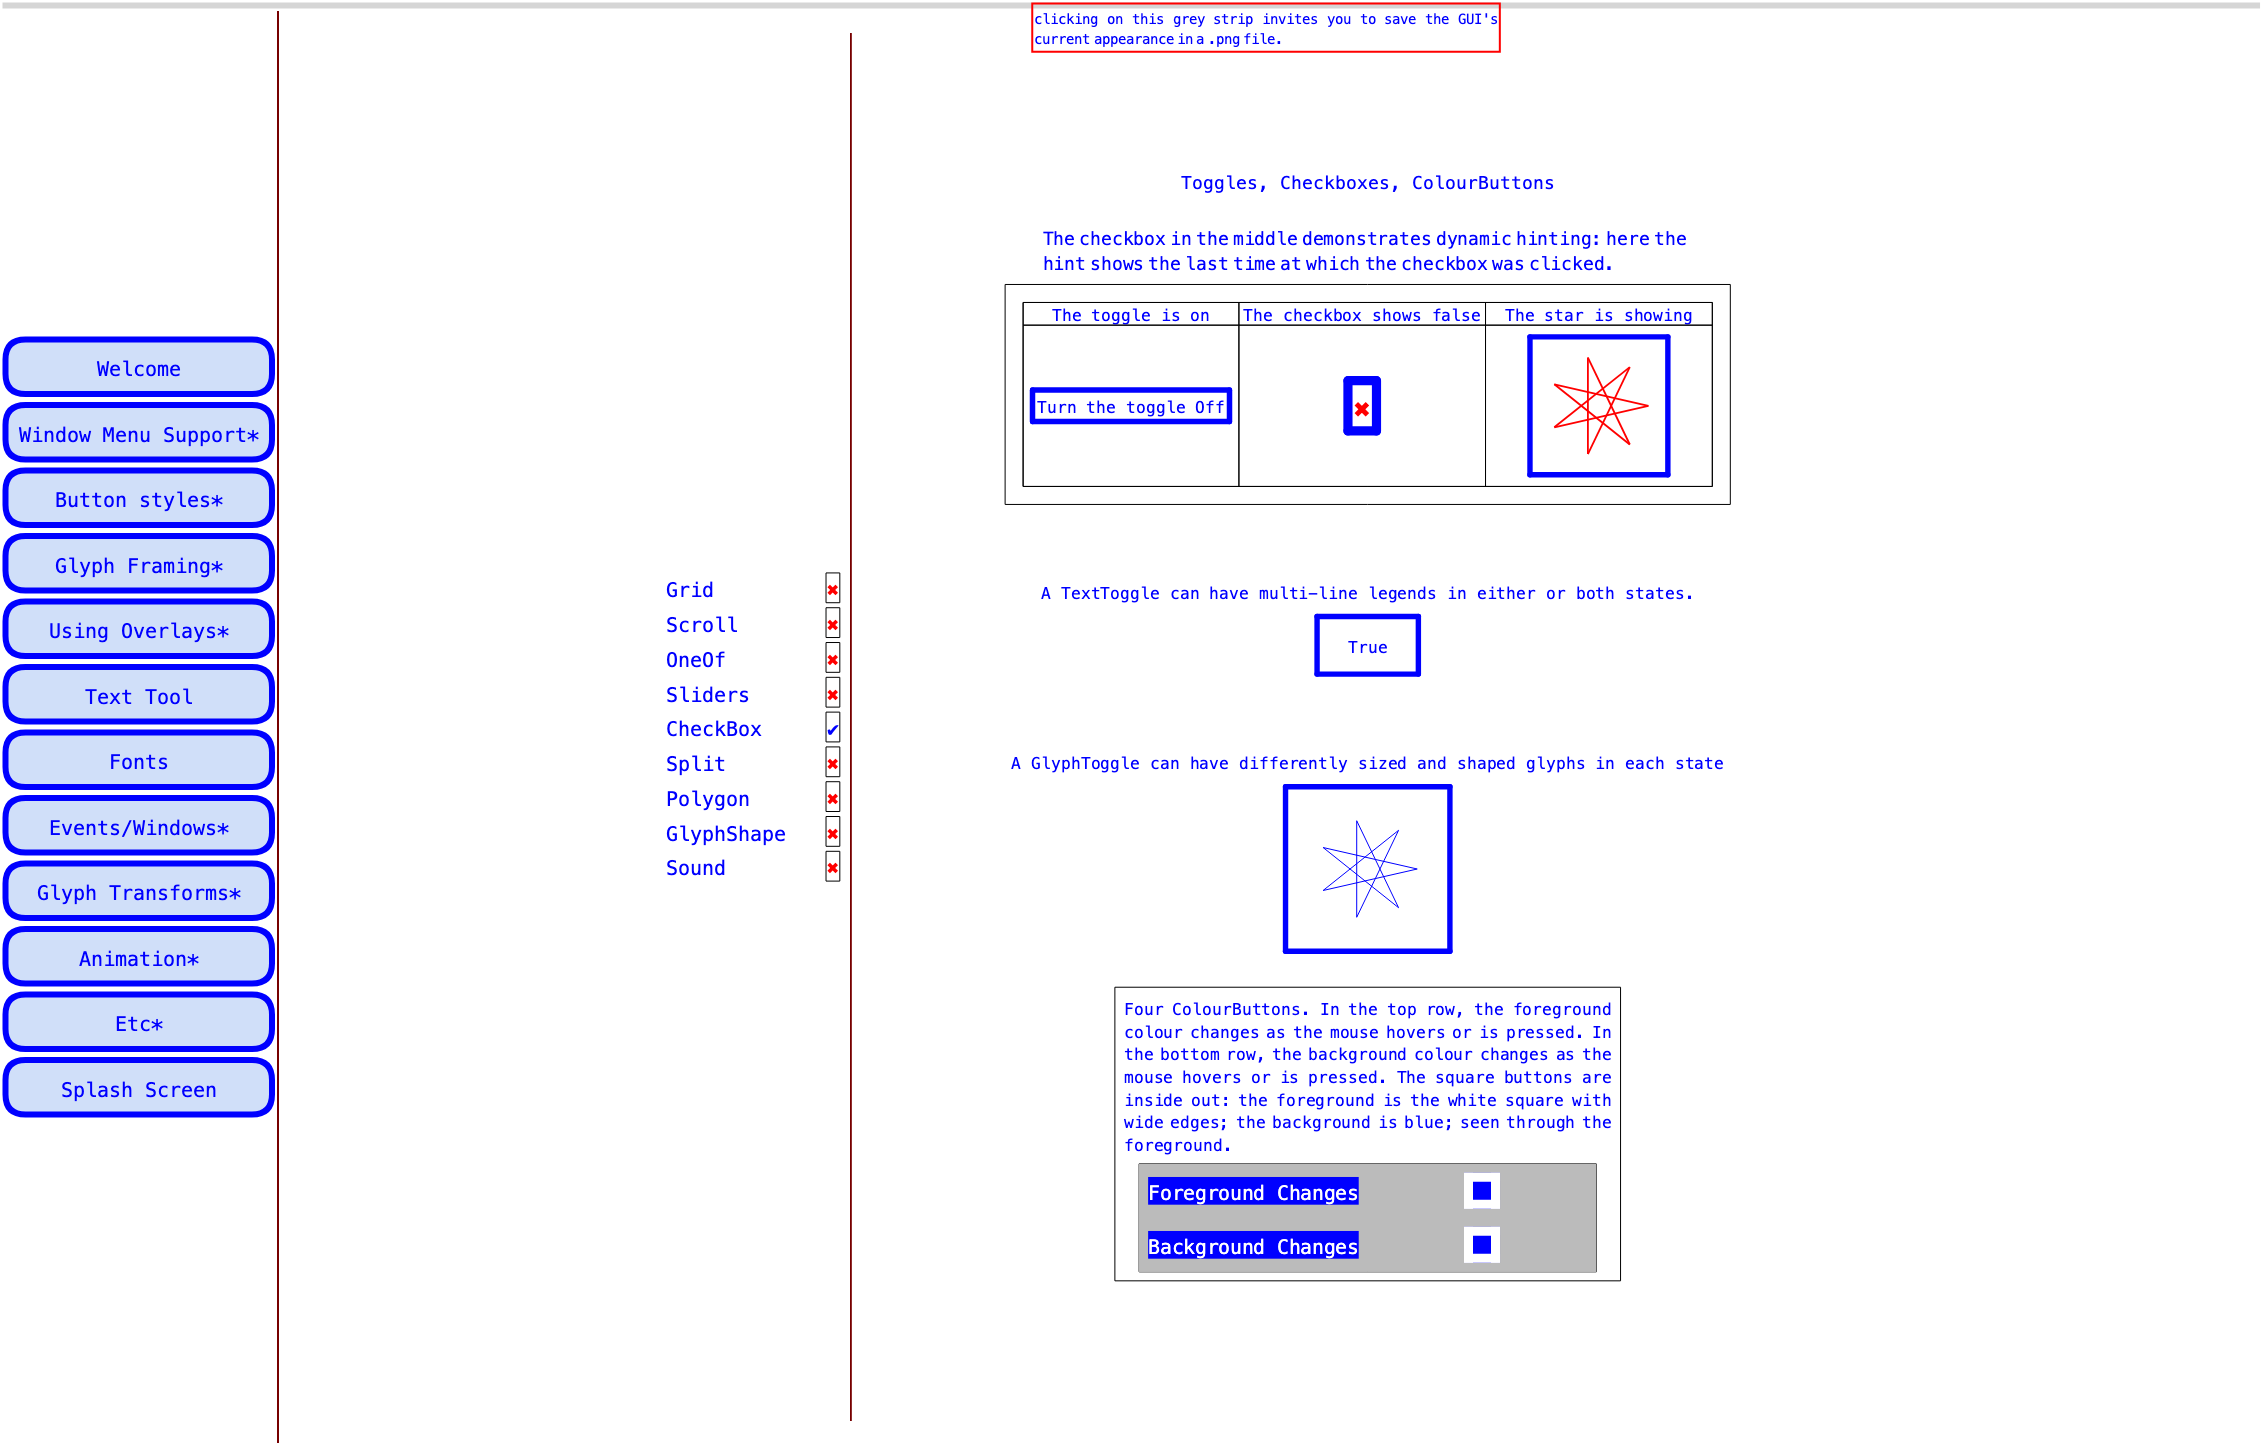 clicking on this grey strip invites you to save the GUI's
current appearance in a .png file.
Welcome
Window Menu Support*
Button styles*
Glyph Framing*
Using Overlays*
Text Tool
Fonts
Events/Windows*
Glyph Transforms*
Animation*
Etc*
Splash Screen
Grid ✖
Scroll ✖
OneOf ✖
Sliders ✖
CheckBox ✔
Split ✖
Polygon ✖
GlyphShape ✖
Sound ✖
Toggles, Checkboxes, ColourButtons
The checkbox in the middle demonstrates dynamic hinting: here the
hint shows the last time at which the checkbox was clicked.
The toggle is on The checkbox shows false The star is showing
Turn the toggle Off ✖
A TextToggle can have multi-line legends in either or both states.
True
A GlyphToggle can have differently sized and shaped glyphs in each state
Four ColourButtons. In the top row, the foreground
colour changes as the mouse hovers or is pressed. In
the bottom row, the background colour changes as the
mouse hovers or is pressed. The square buttons are
inside out: the foreground is the white square with
wide edges; the background is blue; seen through the
foreground.
Foreground Changes
Background Changes